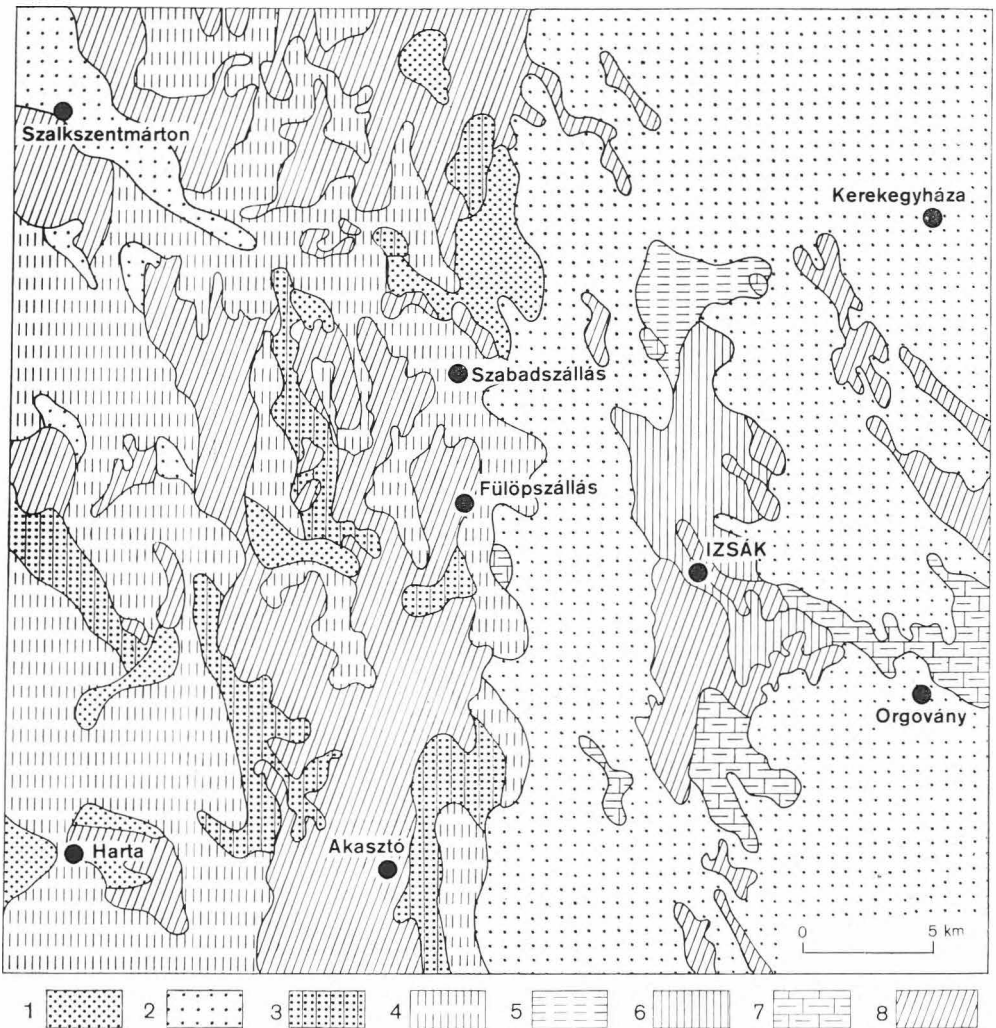 Szalkszentmárton
Kerekegyháza
Szabadszállás
Fülöpszállás
IZSÁK
Orgovány
Harta
Akasztó
0 5 km
1 2 3 4 5 6 7 8